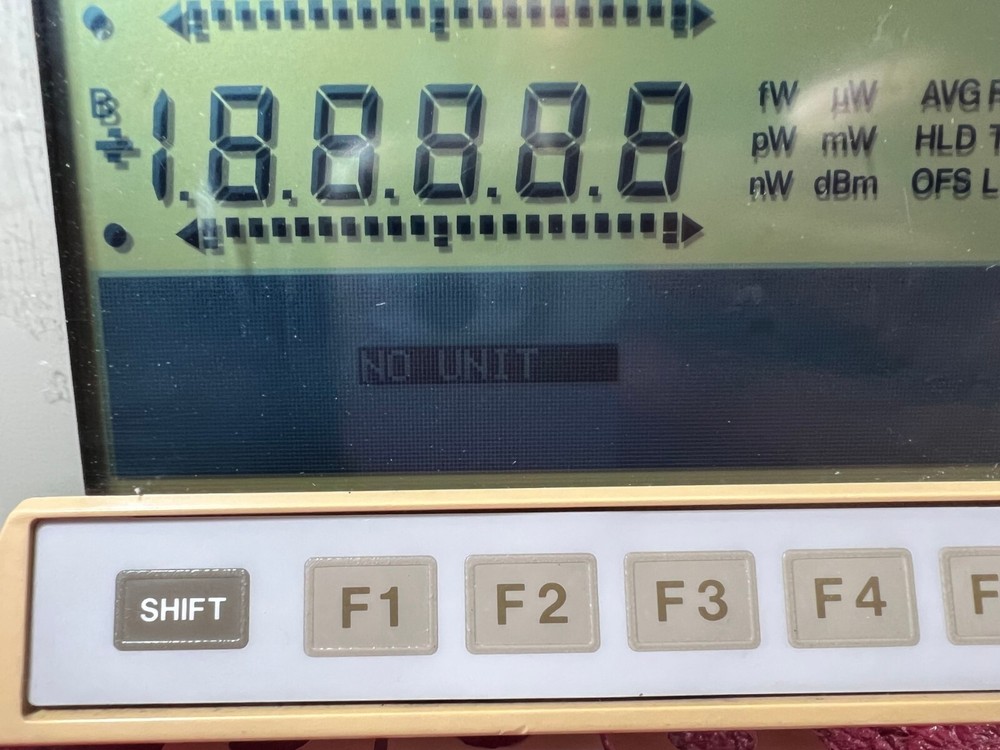 B 1.8.8.8.8.8
fW µW AVG
pW mW HLD
nW dBm OFS L
NO UNIT
SHIFT F1 F2 F3 F4 F